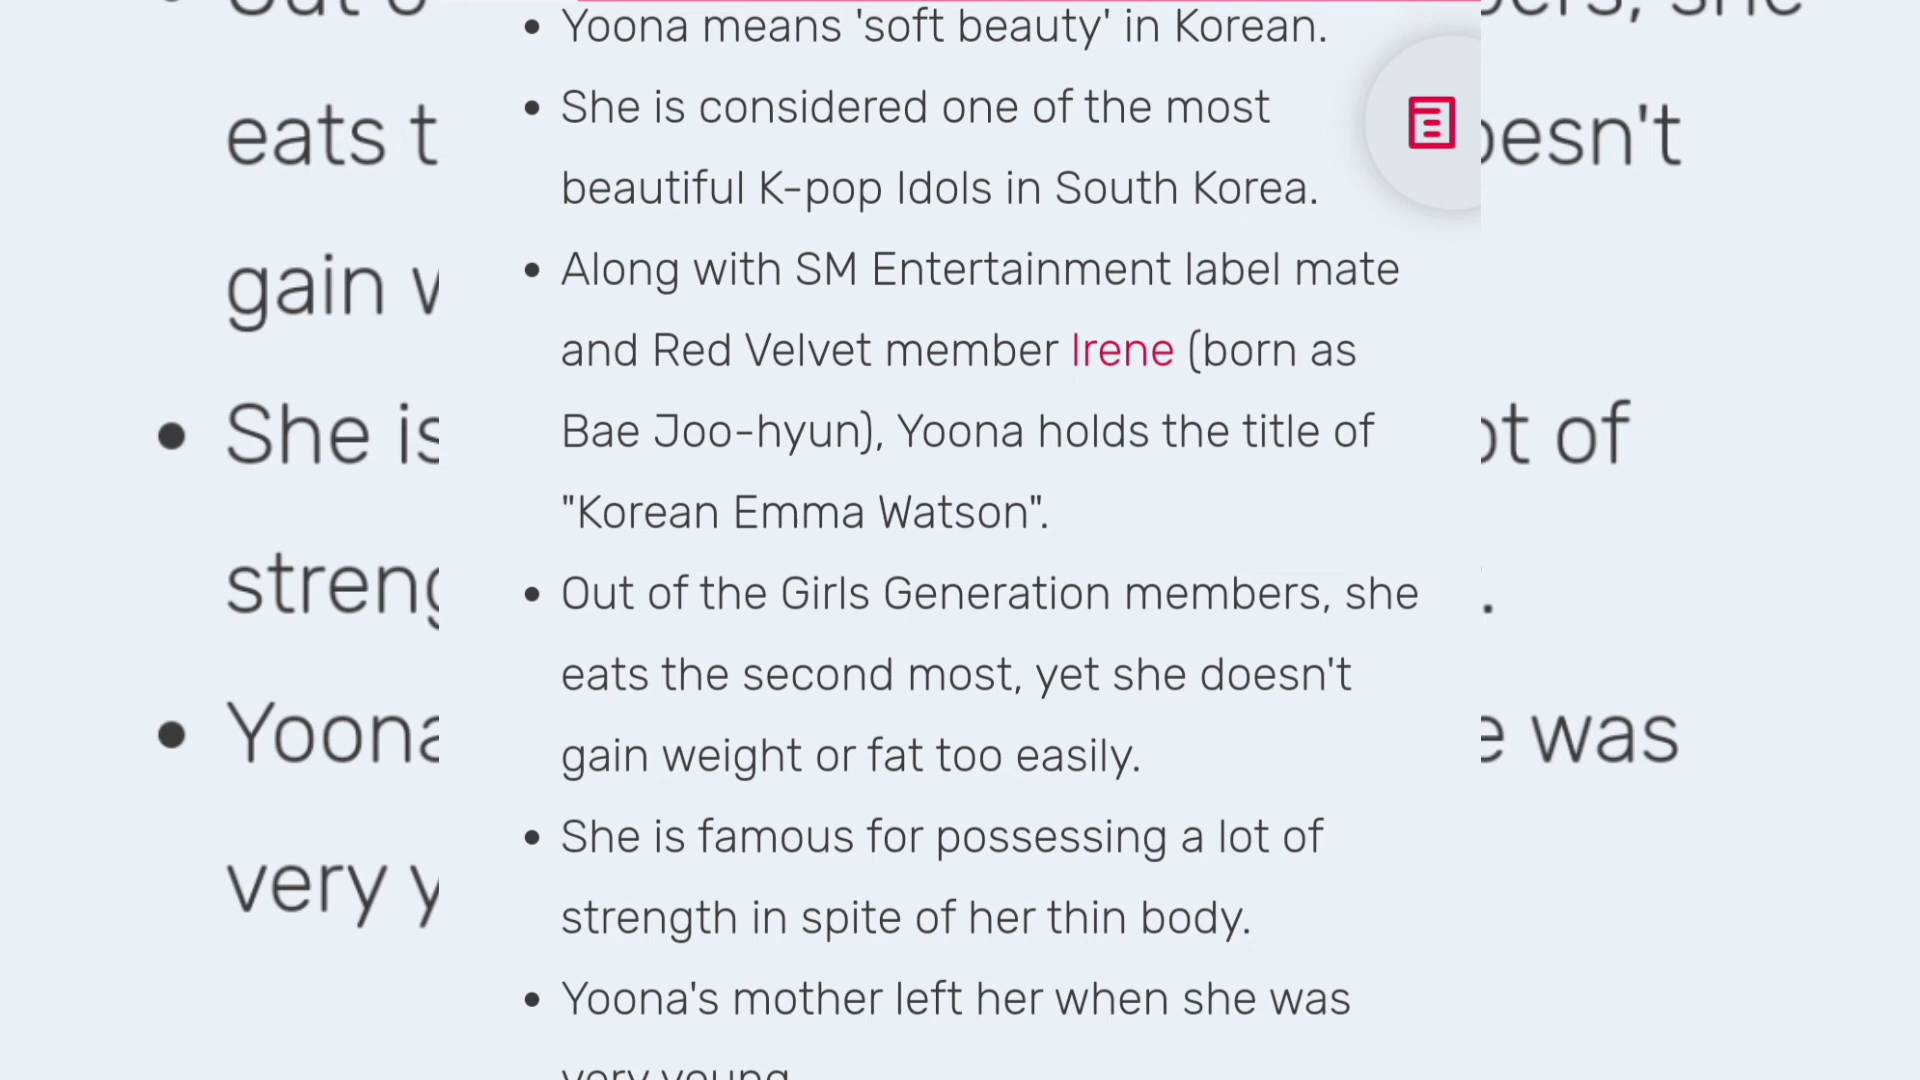 Yoona means 'soft beauty' in Korean.
She is considered one of the most
beautiful K-pop Idols in South Korea.
Along with SM Entertainment label mate
and Red Velvet member Irene (born as
Bae Joo-hyun), Yoona holds the title of
"Korean Emma Watson".
Out of the Girls Generation members, she
eats the second most, yet she doesn't
gain weight or fat too easily.
She is famous for possessing a lot of
strength in spite of her thin body.
Yoona's mother left her when she was
very young.